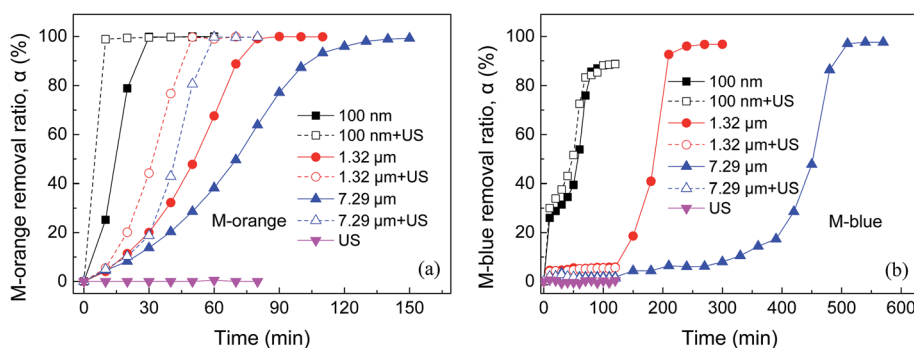 M-orange removal ratio, α (%)
100
80
60
40
20
0
100 nm
100 nm+US
1.32 μm
1.32 μm+US
7.29 μm
7.29 μm+US
US
M-orange
(a)
0 30 60 90 120 150
Time (min)
M-blue removal ratio, α (%)
100
80
60
40
20
0
100 nm
100 nm+US
1.32 μm
1.32 μm+US
7.29 μm
7.29 μm+US
US
M-blue
(b)
0 100 200 300 400 500 600
Time (min)